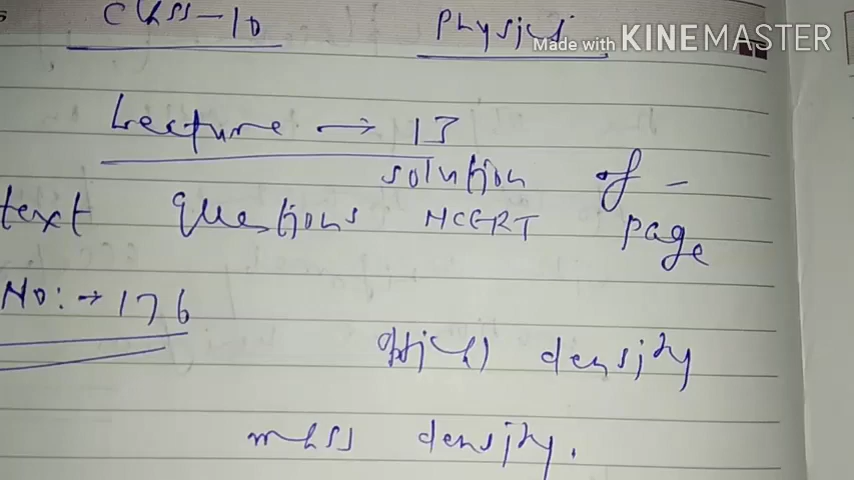 Class-10 Physics
Made with KINEMASTER
Lecture → 13
solution of -
text questions NCERT page
No: → 176
optical density
mass density.